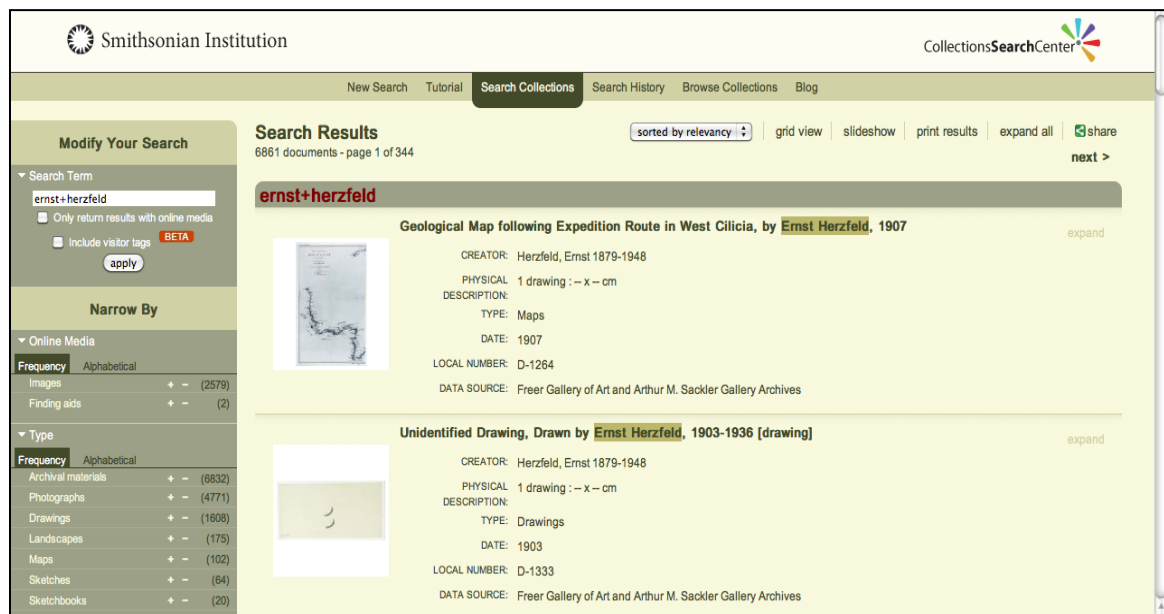 Smithsonian Institution
CollectionsSearchCenter
New Search Tutorial Search Collections Search History Browse Collections Blog
Modify Your Search
Search Term
ernst+herzfeld
Only return results with online media
Include visitor tags BETA
apply
Narrow By
Online Media
Frequency Alphabetical
Images + - (2579)
Finding aids + - (2)
Type
Frequency Alphabetical
Archival materials + - (6832)
Photographs + - (4771)
Drawings + - (1608)
Landscapes + - (175)
Maps + - (102)
Sketches + - (64)
Sketchbooks + - (20)
Search Results
6861 documents - page 1 of 344
sorted by relevancy grid view slideshow print results expand all share
next >
ernst+herzfeld
Geological Map following Expedition Route in West Cilicia, by Ernst Herzfeld, 1907
expand
CREATOR: Herzfeld, Ernst 1879-1948
PHYSICAL DESCRIPTION: 1 drawing : -- x -- cm
TYPE: Maps
DATE: 1907
LOCAL NUMBER: D-1264
DATA SOURCE: Freer Gallery of Art and Arthur M. Sackler Gallery Archives
Unidentified Drawing, Drawn by Ernst Herzfeld, 1903-1936 [drawing]
expand
CREATOR: Herzfeld, Ernst 1879-1948
PHYSICAL DESCRIPTION: 1 drawing : -- x -- cm
TYPE: Drawings
DATE: 1903
LOCAL NUMBER: D-1333
DATA SOURCE: Freer Gallery of Art and Arthur M. Sackler Gallery Archives